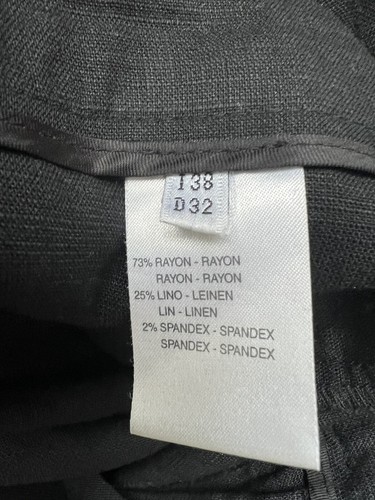 I38
D32
73% RAYON - RAYON
RAYON - RAYON
25% LINO - LEINEN
LIN - LINEN
2% SPANDEX - SPANDEX
SPANDEX - SPANDEX